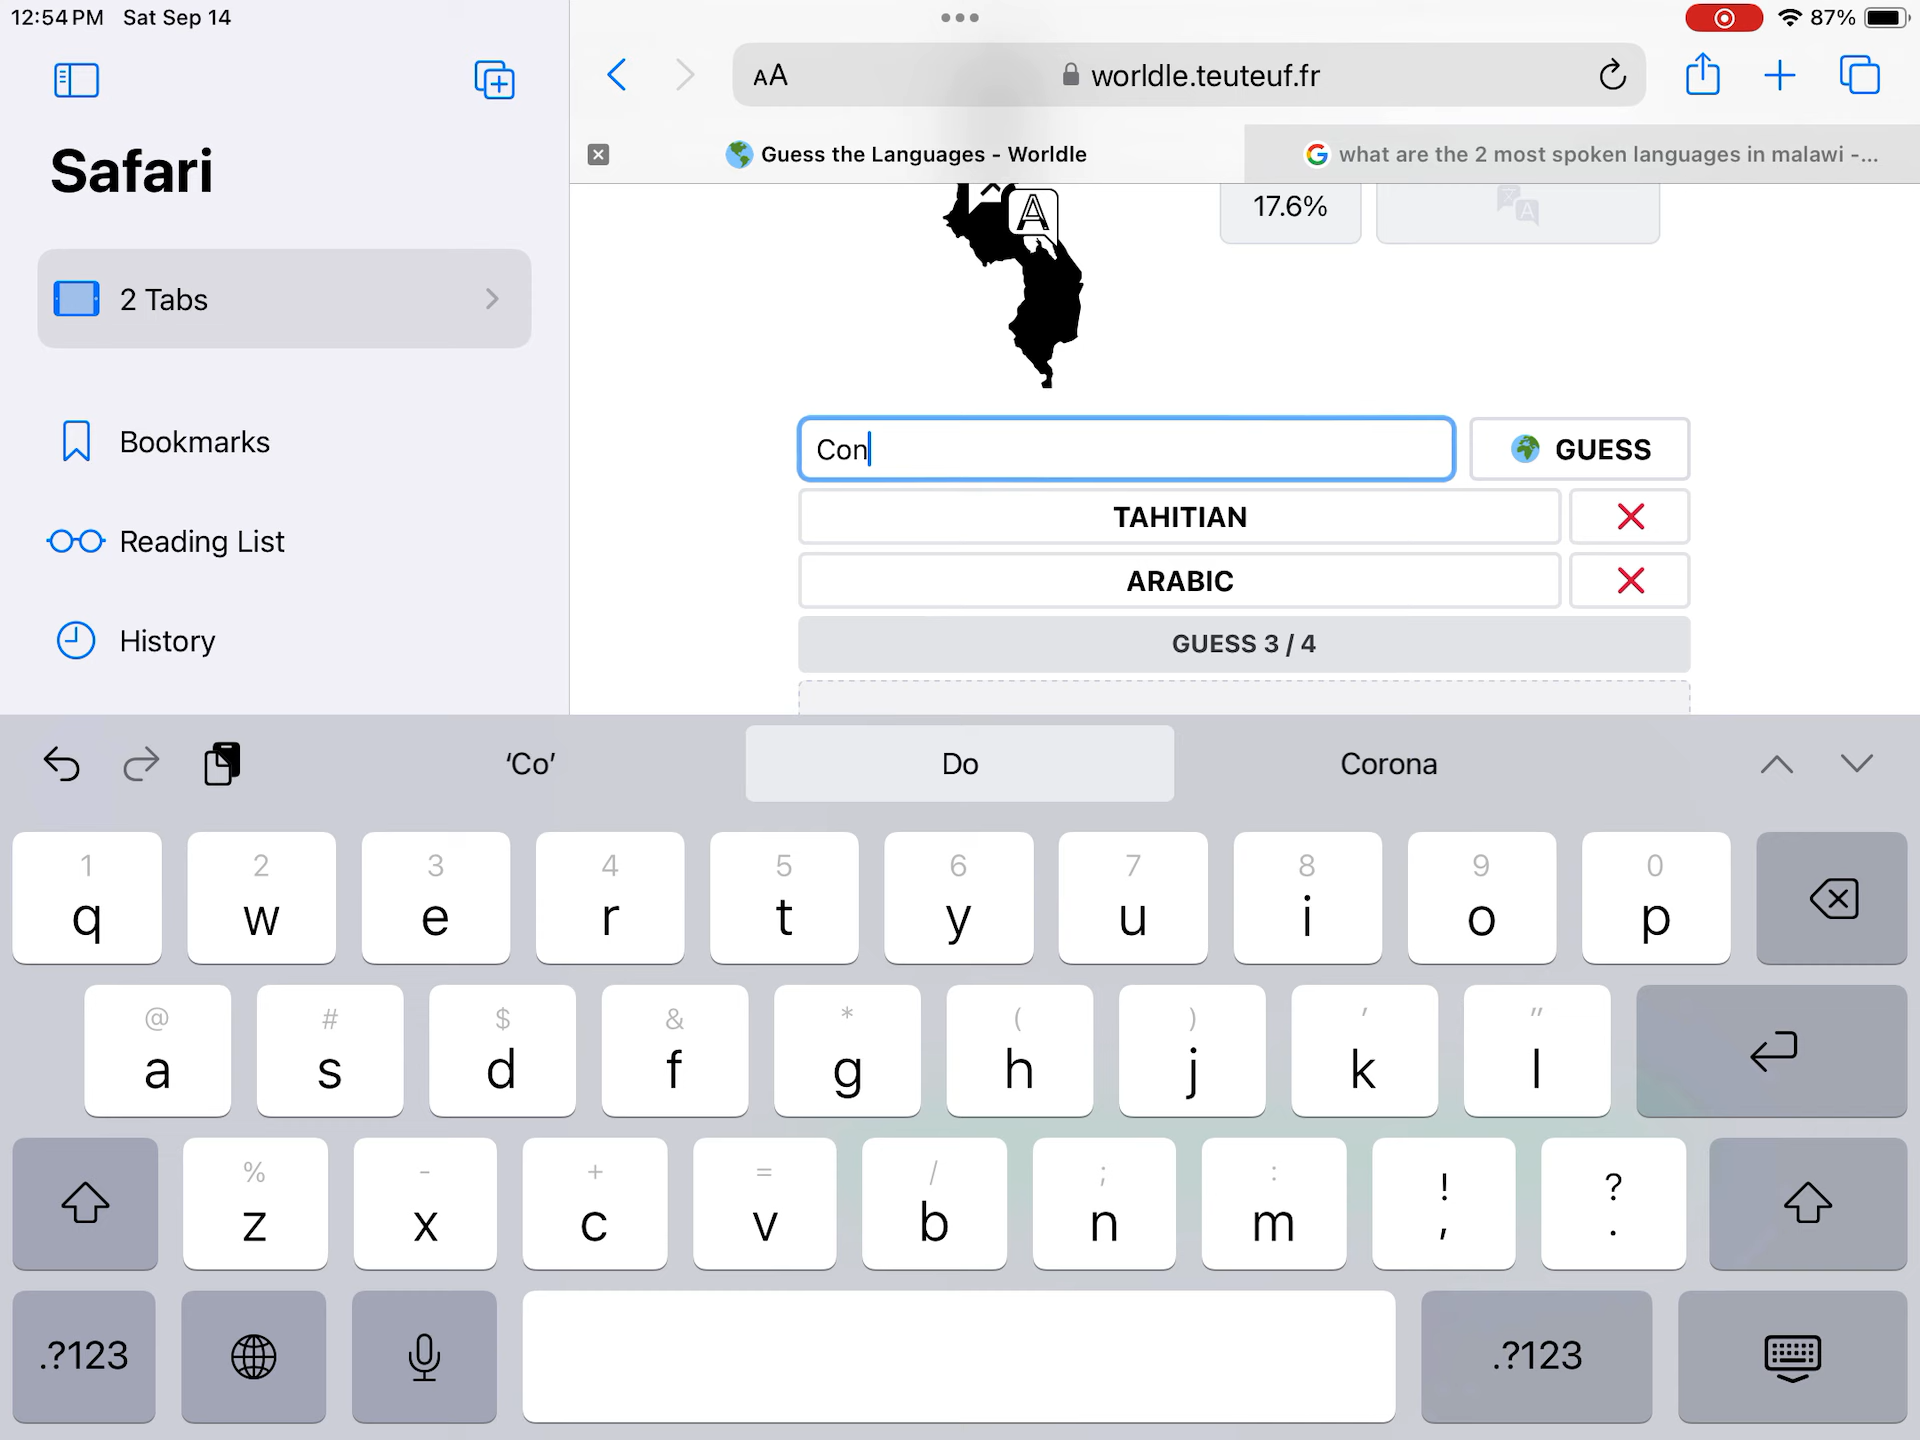 12:54 PM Sat Sep 14
87%
Safari
2 Tabs
Bookmarks
Reading List
History
AA
worldle.teuteuf.fr
Guess the Languages - Worldle
what are the 2 most spoken languages in malawi -...
A
17.6%
文A
Con
GUESS
TAHITIAN
ARABIC
GUESS 3 / 4
‘Co’
Do
Corona
1 2 3 4 5 6 7 8 9 0
q w e r t y u i o p
@ # $ & * ( ) ' "
a s d f g h j k l
% - + = / ; : ! ?
z x c v b n m , .
.?123
.?123